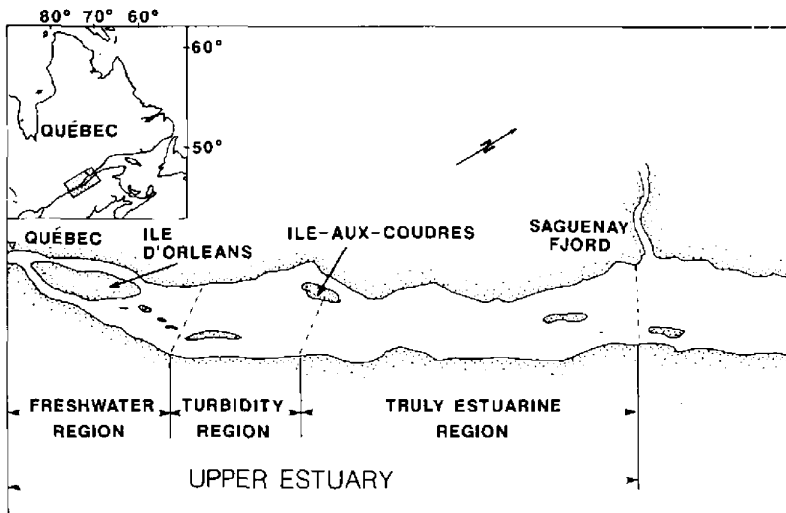 80° 70° 60°
60°
QUÉBEC
50°
N
QUÉBEC
ILE
D'ORLEANS
ILE-AUX-COUDRES
SAGUENAY
FJORD
FRESHWATER
REGION
TURBIDITY
REGION
TRULY ESTUARINE
REGION
UPPER ESTUARY